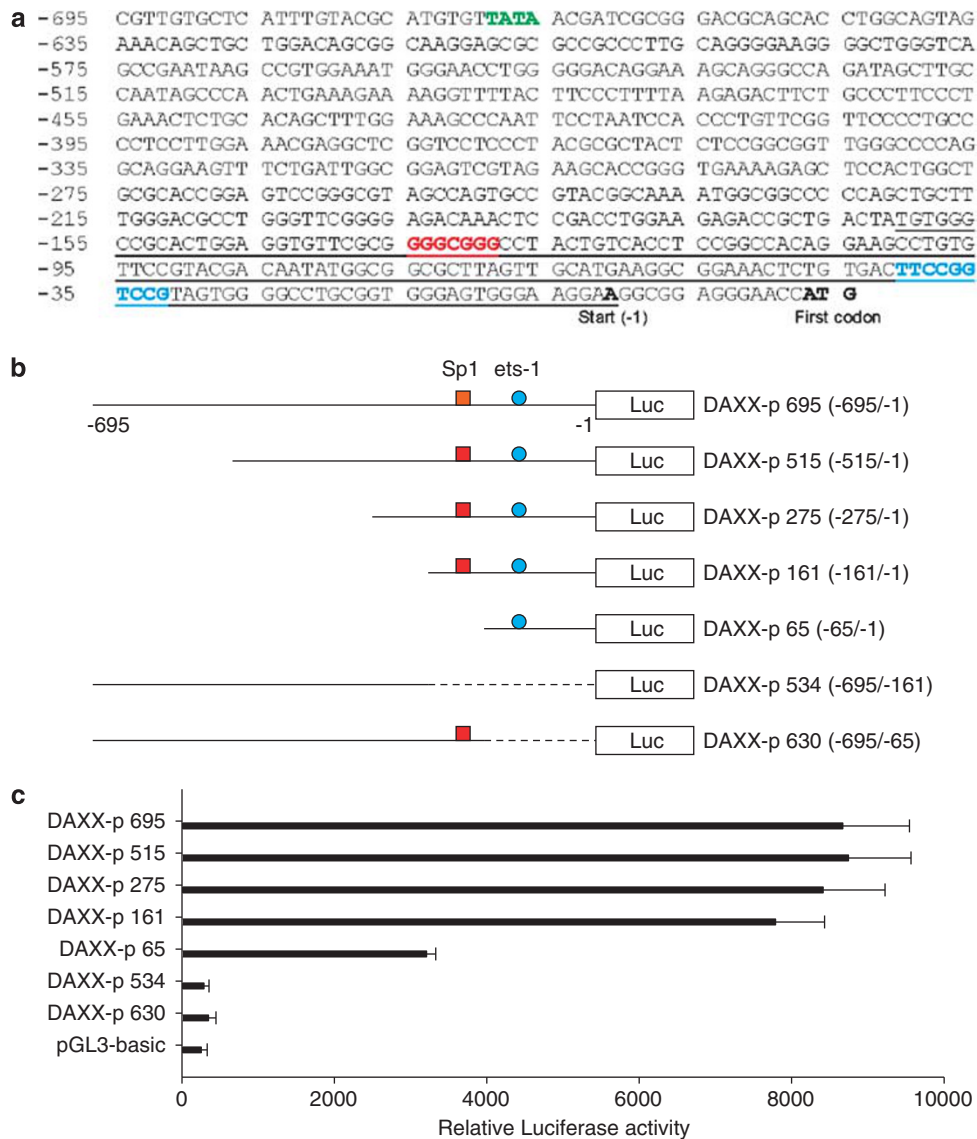 a
-695 CGTTGTGCTC ATTTGTACGC ATGTGTTATA ACGATCGCGG GACGCAGCAC CCTGGCAGTAG
-635 AAACAGCTGC TGGACAGCGG CAAGGAGCGC GCCGCCCTTG CAGGGGAAGG GGCTGGGTCA
-575 GCCGAATAAG CCGTGGAAAT GGGAACCTGG GGGACAGGAA AGCAGGGCCA GATAGCTTGC
-515 CAATAGCCCA ACTGAAAGAA AAGGTTTTAC TTCCCTTTTAA AGAGACTTCT GCCCTTCCCT
-455 GAAACTCTGC ACAGCTTTGG AAAGCCCAAT TCCTAATCCA CCCTGTTCGG TTCCCCTGCC
-395 CCTCCTTGGA AACGAGGCTC GGTCCTCCCT ACGCGCTACTC CTCCGGCGGT TGGGCCCCAG
-335 GCAGGAAGTT TCTGATTGGC GGAGTCGTAG AAGCACCGGG TGAAAAGAGC TCCACTGGCT
-275 GCGCACCGGA GTCCGGGCGT AGCCAGTGCC GTACGGCAAA ATGGCGGCCC CCAGCTGCTT
-215 TGGGACGCCT GGGTTCGGGG AGACAAACTCC GACCTGGAAG GAGACCGCTG ACTATGTGGG
-155 CCGCACTGGA GGTGTTCGCG GGGCGGGCCT ACTGTCACCT CCGGCCACAG GAAGCCTGTG
-95 TTCCGTACGA CAATATGGCG GCGCTTAGTT GCATGAAGGC GGAAACTCTG TGACTTCCGG
-35 TCCGTAGTGG GGCCTGCGGT GGGAGTGGGA AGGAAGGCGG AGGGAACCATG
Start (-1) First codon
b
Sp1 ets-1
Luc DAXX-p 695 (-695/-1)
-695 -1
Luc DAXX-p 515 (-515/-1)
Luc DAXX-p 275 (-275/-1)
Luc DAXX-p 161 (-161/-1)
Luc DAXX-p 65 (-65/-1)
Luc DAXX-p 534 (-695/-161)
Luc DAXX-p 630 (-695/-65)
c
DAXX-p 695
DAXX-p 515
DAXX-p 275
DAXX-p 161
DAXX-p 65
DAXX-p 534
DAXX-p 630
pGL3-basic
0 2000 4000 6000 8000 10000
Relative Luciferase activity